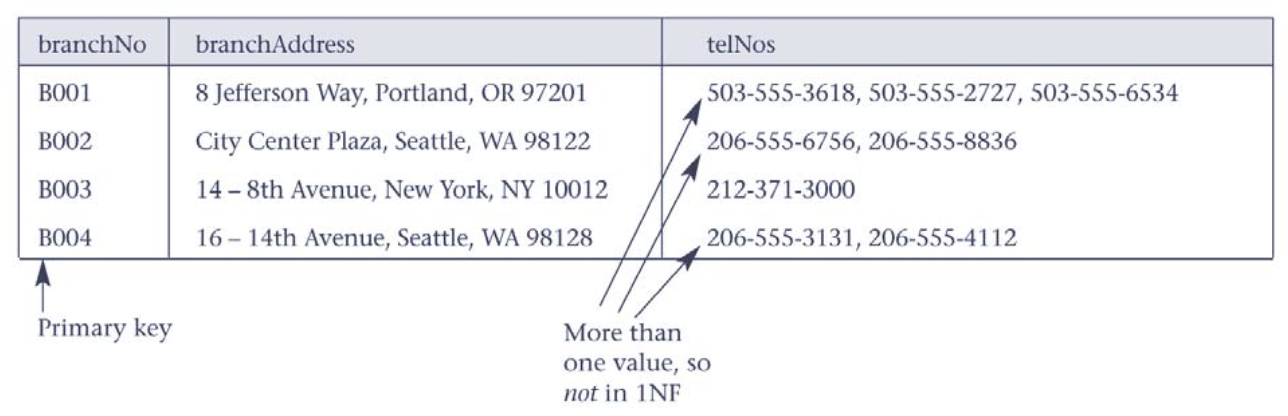 branchNo branchAddress telNos
B001 8 Jefferson Way, Portland, OR 97201 503-555-3618, 503-555-2727, 503-555-6534
B002 City Center Plaza, Seattle, WA 98122 206-555-6756, 206-555-8836
B003 14 – 8th Avenue, New York, NY 10012 212-371-3000
B004 16 – 14th Avenue, Seattle, WA 98128 206-555-3131, 206-555-4112
Primary key
More than
one value, so
not in 1NF